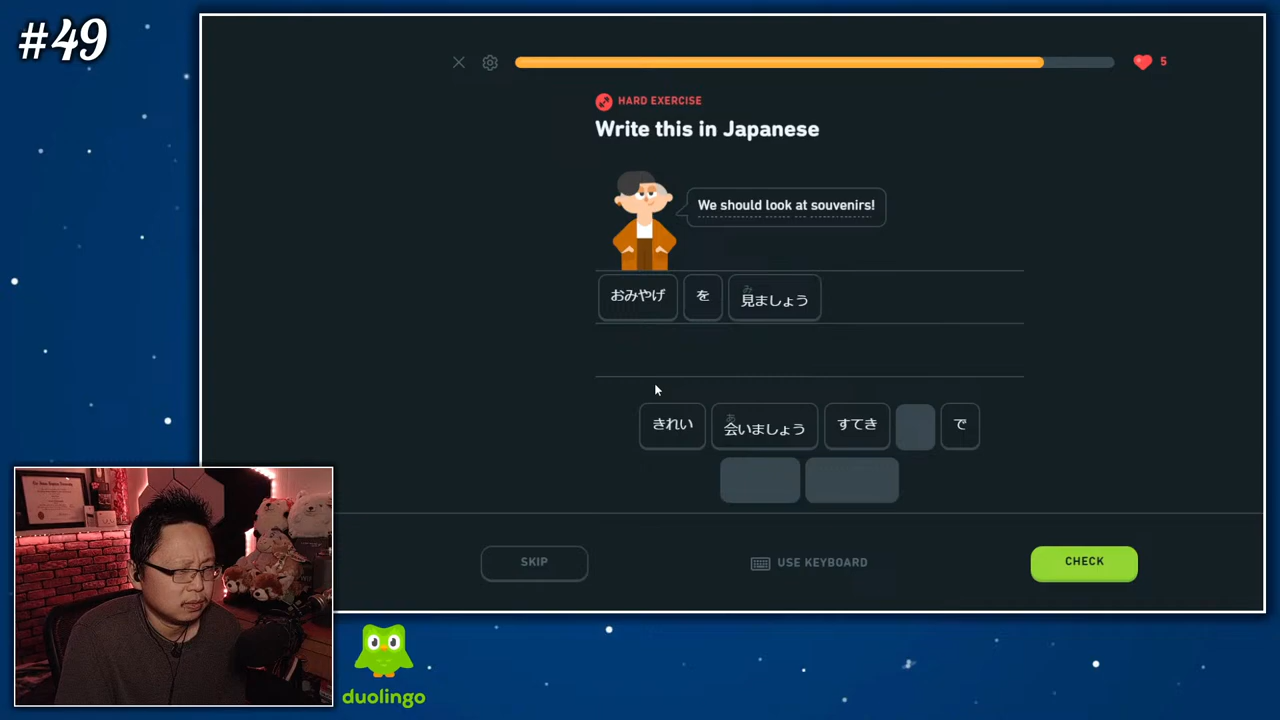 #49
5
HARD EXERCISE
Write this in Japanese
We should look at souvenirs!
おみやげ を 見ましょう
み
きれい 会いましょう すてき で
あ
SKIP USE KEYBOARD CHECK
duolingo